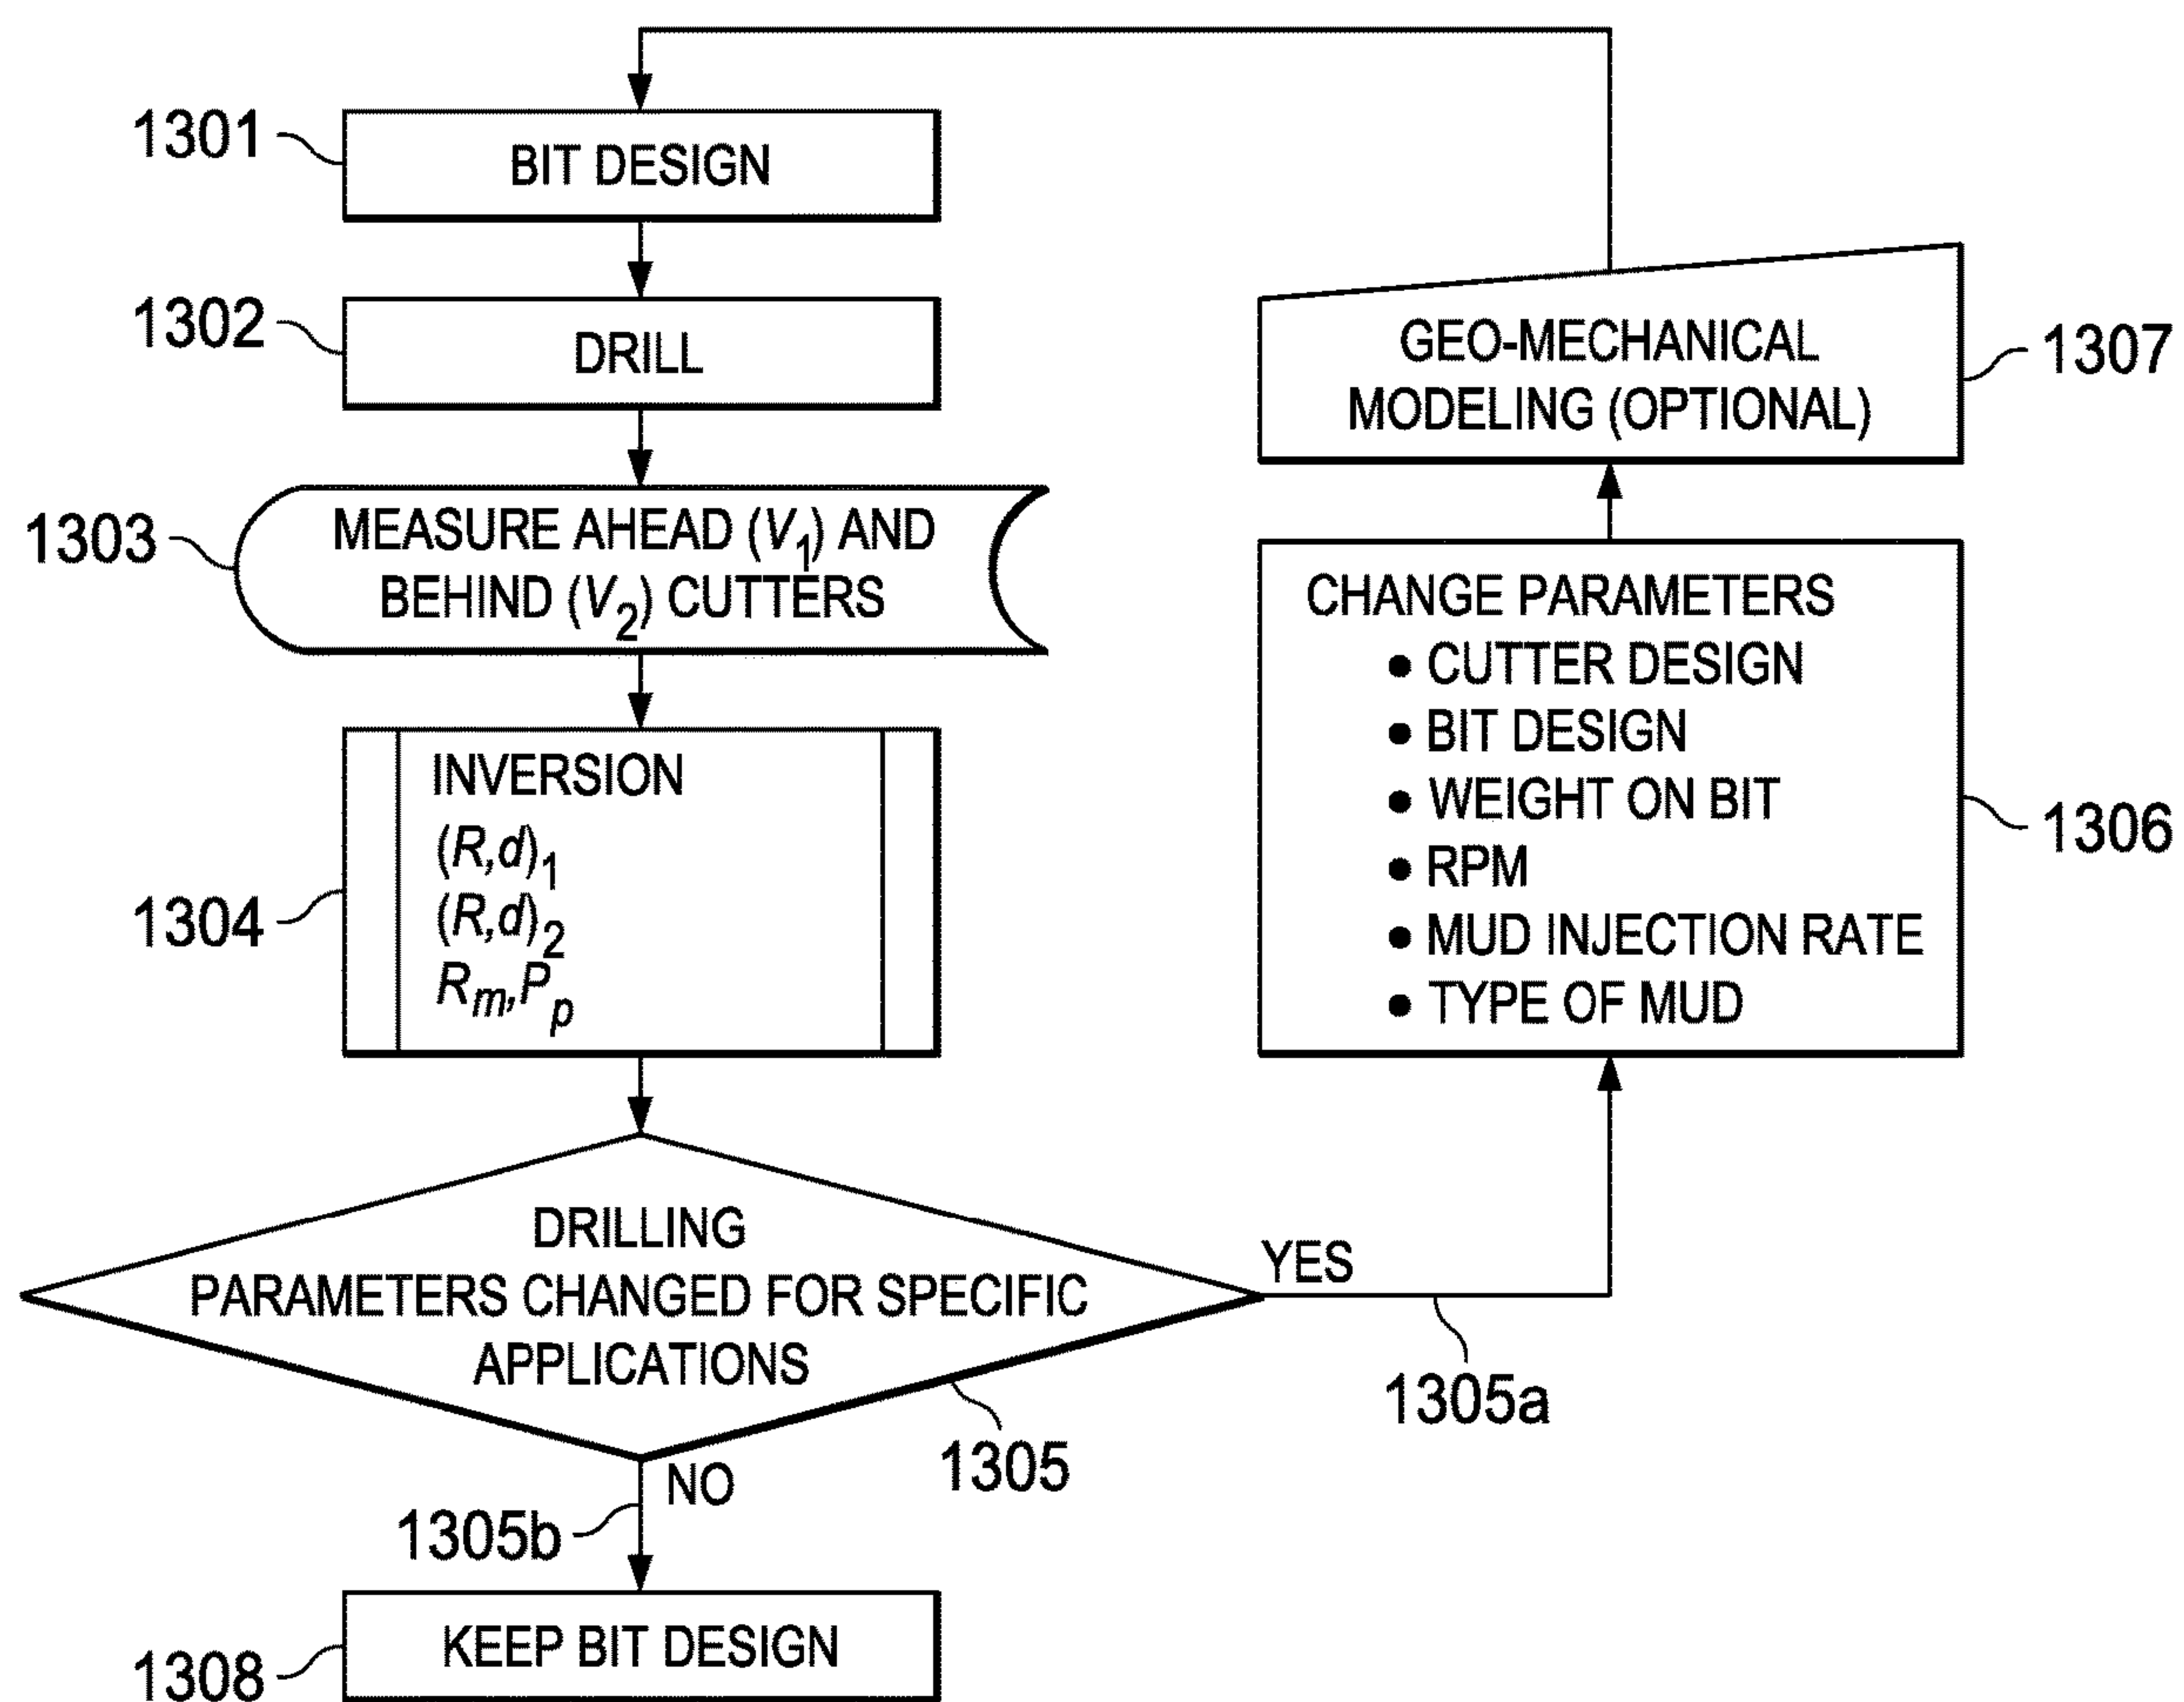 1301
BIT DESIGN
1302
DRILL
1303
MEASURE AHEAD (V1) AND
BEHIND (V2) CUTTERS
1304
INVERSION
(R,d)1
(R,d)2
Rm,Pp
DRILLING
PARAMETERS CHANGED FOR SPECIFIC
APPLICATIONS
1305
YES
1305a
NO
1305b
KEEP BIT DESIGN
1308
CHANGE PARAMETERS
• CUTTER DESIGN
• BIT DESIGN
• WEIGHT ON BIT
• RPM
• MUD INJECTION RATE
• TYPE OF MUD
1306
GEO-MECHANICAL
MODELING (OPTIONAL)
1307